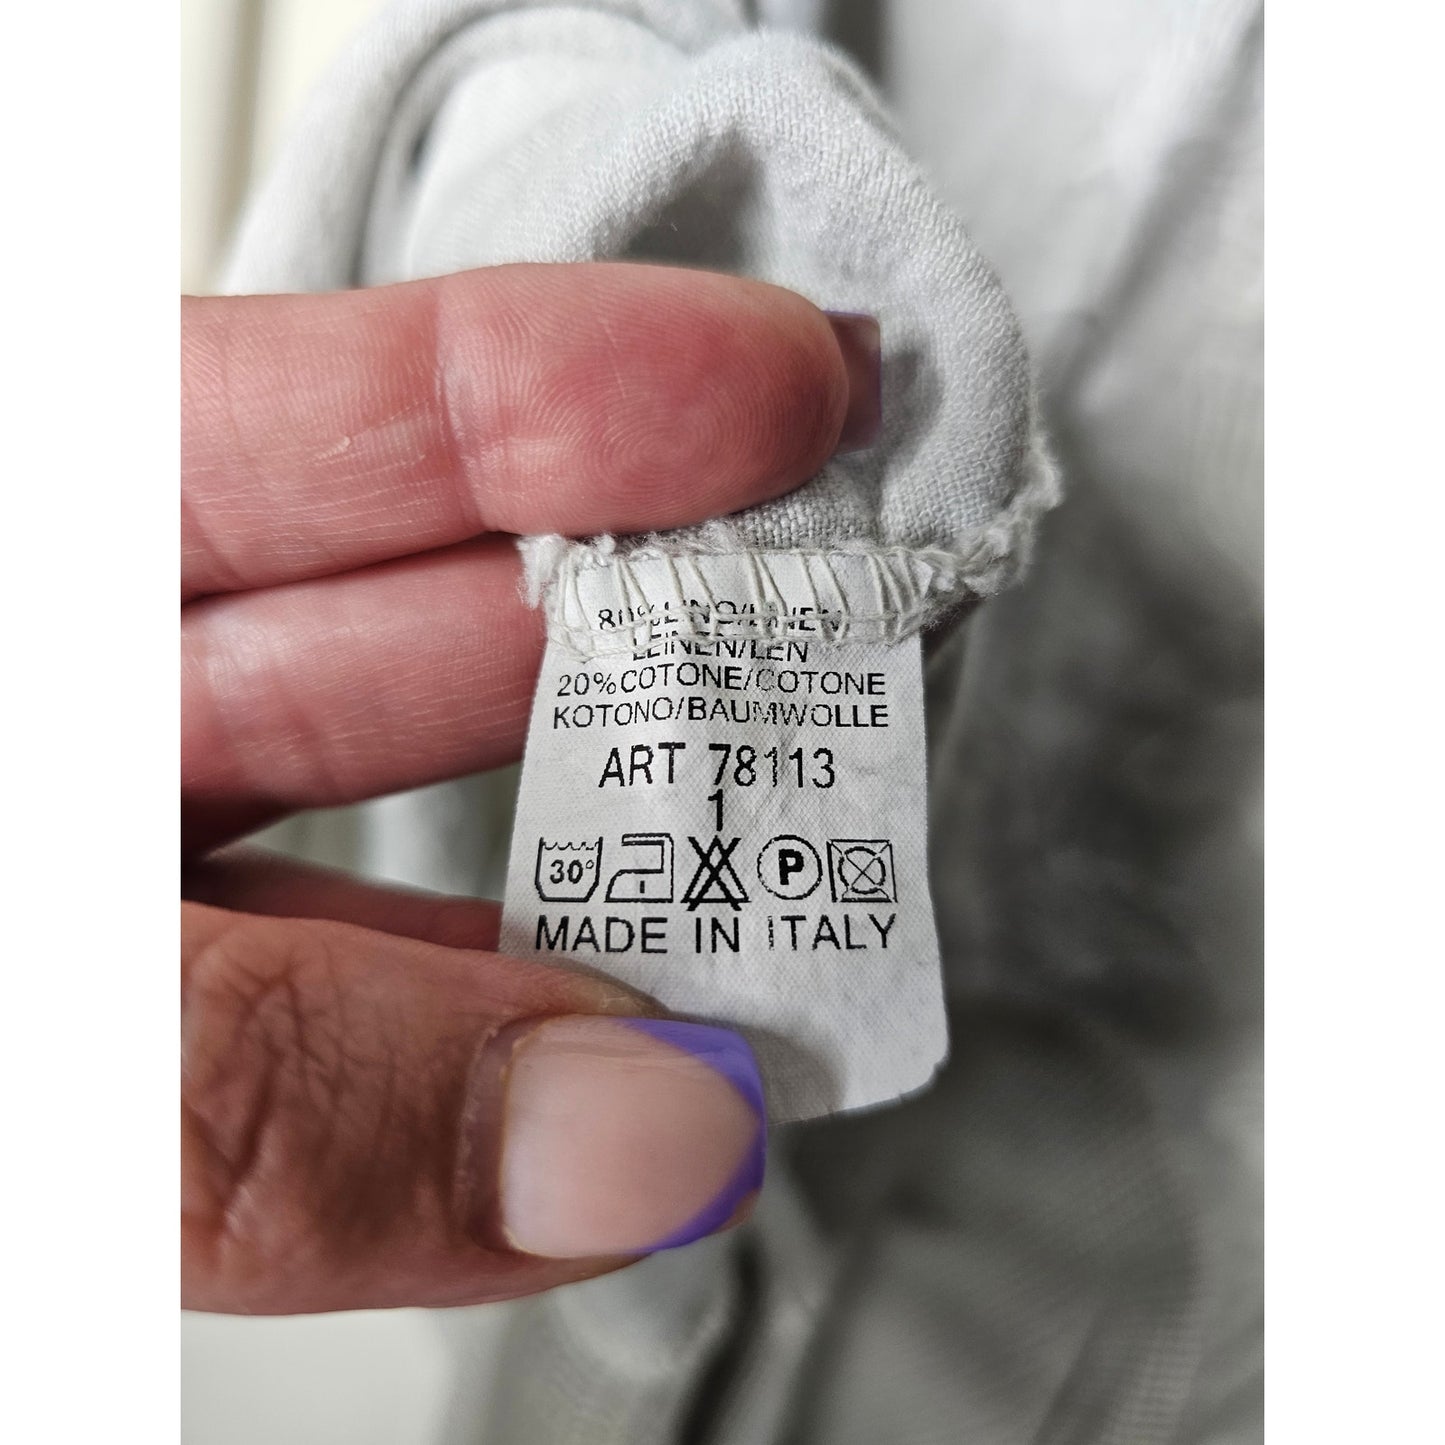 80% LINO/LINEN
LEINEN/LEN
20%COTONE/COTONE
KOTONO/BAUMWOLLE
ART 78113
1
30° P
MADE IN ITALY